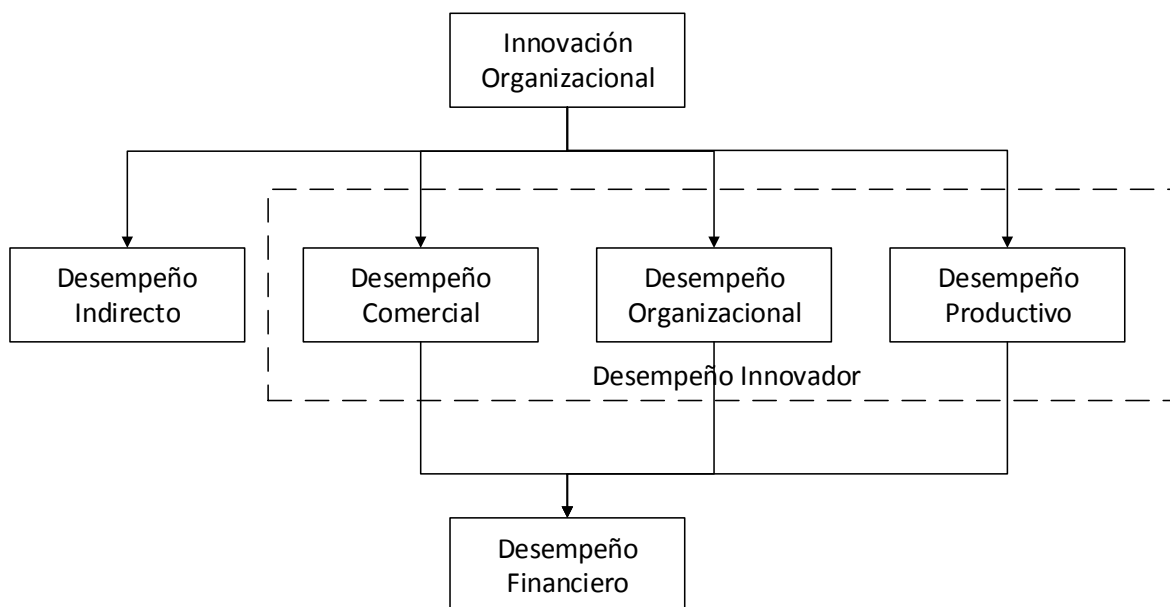 Innovación
Organizacional
Desempeño
Indirecto
Desempeño
Comercial
Desempeño
Organizacional
Desempeño
Productivo
Desempeño Innovador
Desempeño
Financiero